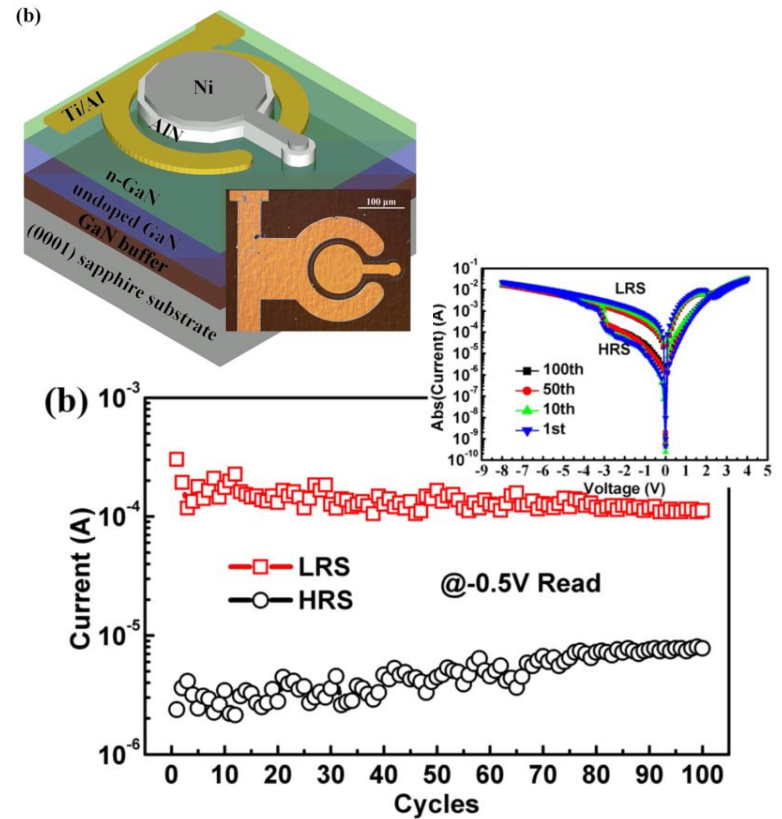 (b)
Ni
Ti/Al
AlN
n-GaN
undoped GaN
GaN buffer
(0001) sapphire substrate
100 µm
Abs(Current) (A)
10-1
10-2
10-3
10-4
10-5
10-6
10-7
10-8
10-9
10-10
LRS
HRS
100th
50th
10th
1st
-9 -8 -7 -6 -5 -4 -3 -2 -1 0 1 2 3 4 5
Voltage (V)
(b)
Current (A)
10-3
10-4
10-5
10-6
LRS
HRS
@-0.5V Read
0 10 20 30 40 50 60 70 80 90 100
Cycles